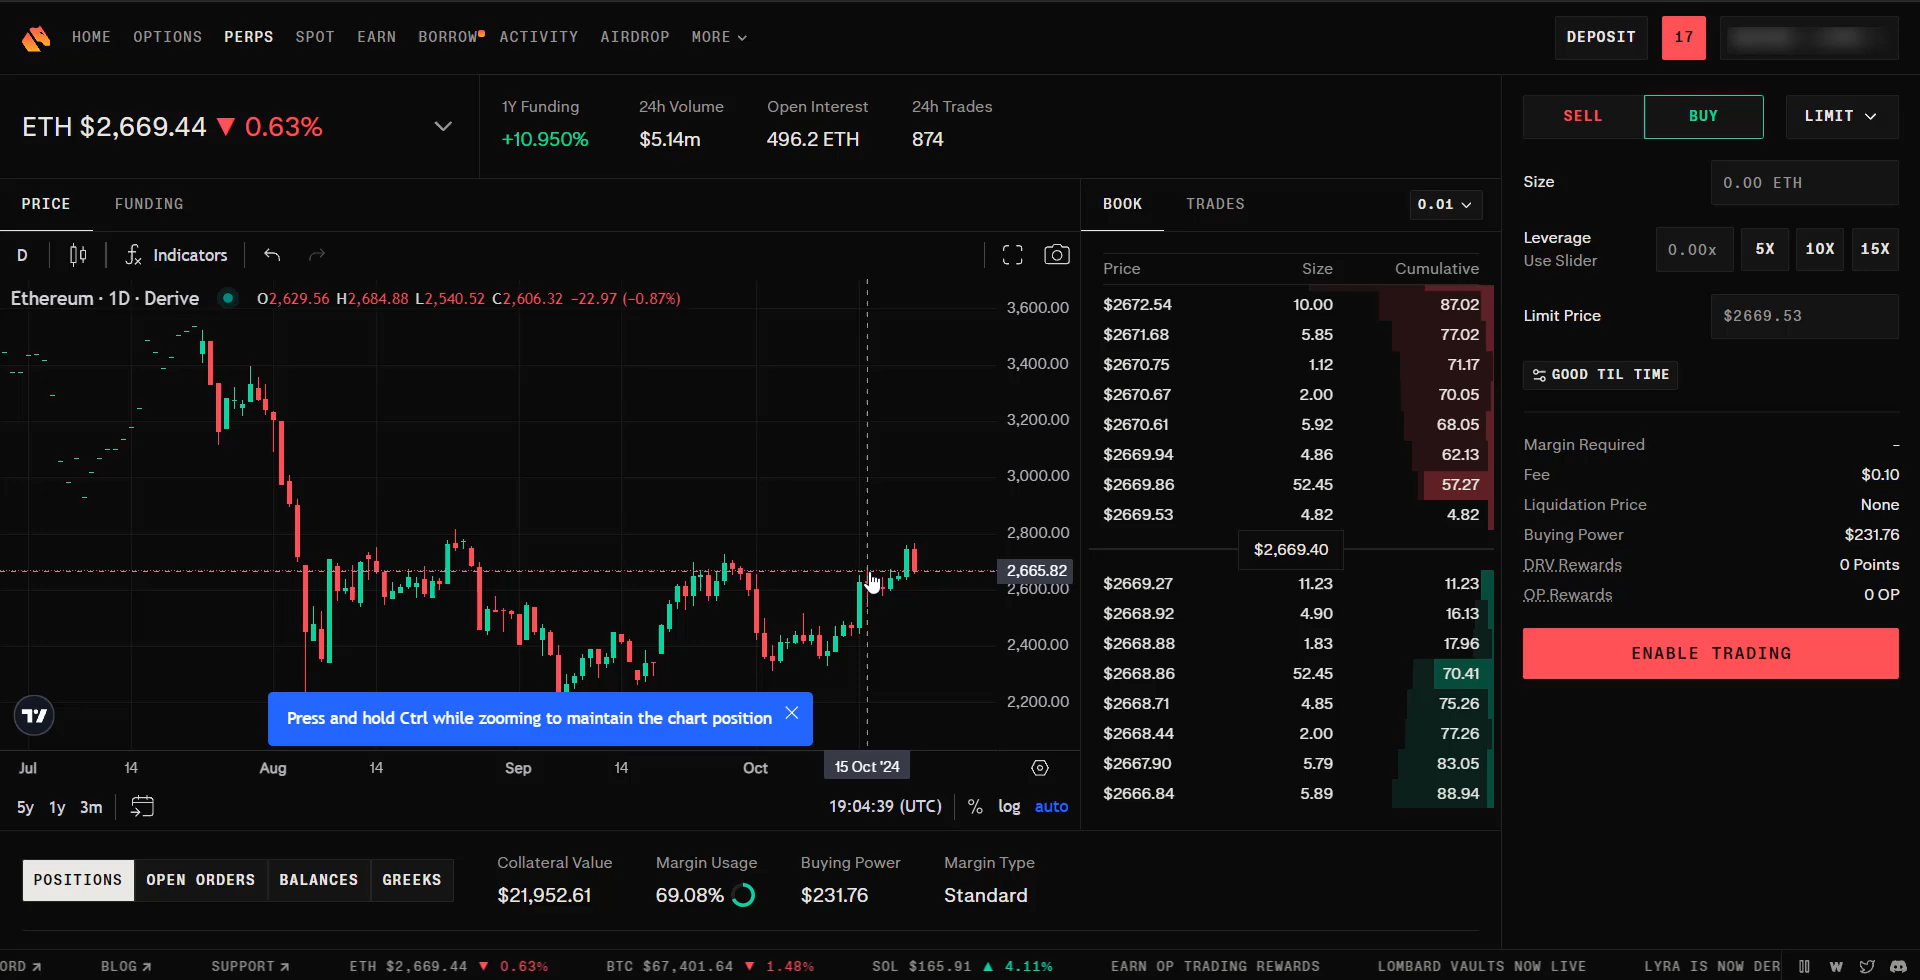 HOME OPTIONS PERPS SPOT EARN BORROW ACTIVITY AIRDROP MORE DEPOSIT 17
ETH $2,669.44 ▼ 0.63%
1Y Funding 24h Volume Open Interest 24h Trades
+10.950% $5.14m 496.2 ETH 874
PRICE FUNDING
D Indicators
Ethereum · 1D · Derive O2,629.56 H2,684.88 L2,540.52 C2,606.32 -22.97 (-0.87%)
3,600.00
3,400.00
3,200.00
3,000.00
2,800.00
2,665.82
2,600.00
2,400.00
2,200.00
Press and hold Ctrl while zooming to maintain the chart position
Jul 14 Aug 14 Sep 14 Oct 15 Oct '24
5y 1y 3m 19:04:39 (UTC) % log auto
BOOK TRADES 0.01
Price Size Cumulative
$2672.54 10.00 87.02
$2671.68 5.85 77.02
$2670.75 1.12 71.17
$2670.67 2.00 70.05
$2670.61 5.92 68.05
$2669.94 4.86 62.13
$2669.86 52.45 57.27
$2669.53 4.82 4.82
$2,669.40
$2669.27 11.23 11.23
$2668.92 4.90 16.13
$2668.88 1.83 17.96
$2668.86 52.45 70.41
$2668.71 4.85 75.26
$2668.44 2.00 77.26
$2667.90 5.79 83.05
$2666.84 5.89 88.94
SELL BUY LIMIT
Size 0.00 ETH
Leverage 0.00x 5X 10X 15X
Use Slider
Limit Price $2669.53
GOOD TIL TIME
Margin Required –
Fee $0.10
Liquidation Price None
Buying Power $231.76
DRV Rewards 0 Points
OP Rewards 0 OP
ENABLE TRADING
POSITIONS OPEN ORDERS BALANCES GREEKS
Collateral Value Margin Usage Buying Power Margin Type
$21,952.61 69.08% $231.76 Standard
ORD BLOG SUPPORT ETH $2,669.44 ▼ 0.63% BTC $67,401.64 ▼ 1.48% SOL $165.91 ▲ 4.11% EARN OP TRADING REWARDS LOMBARD VAULTS NOW LIVE LYRA IS NOW DER